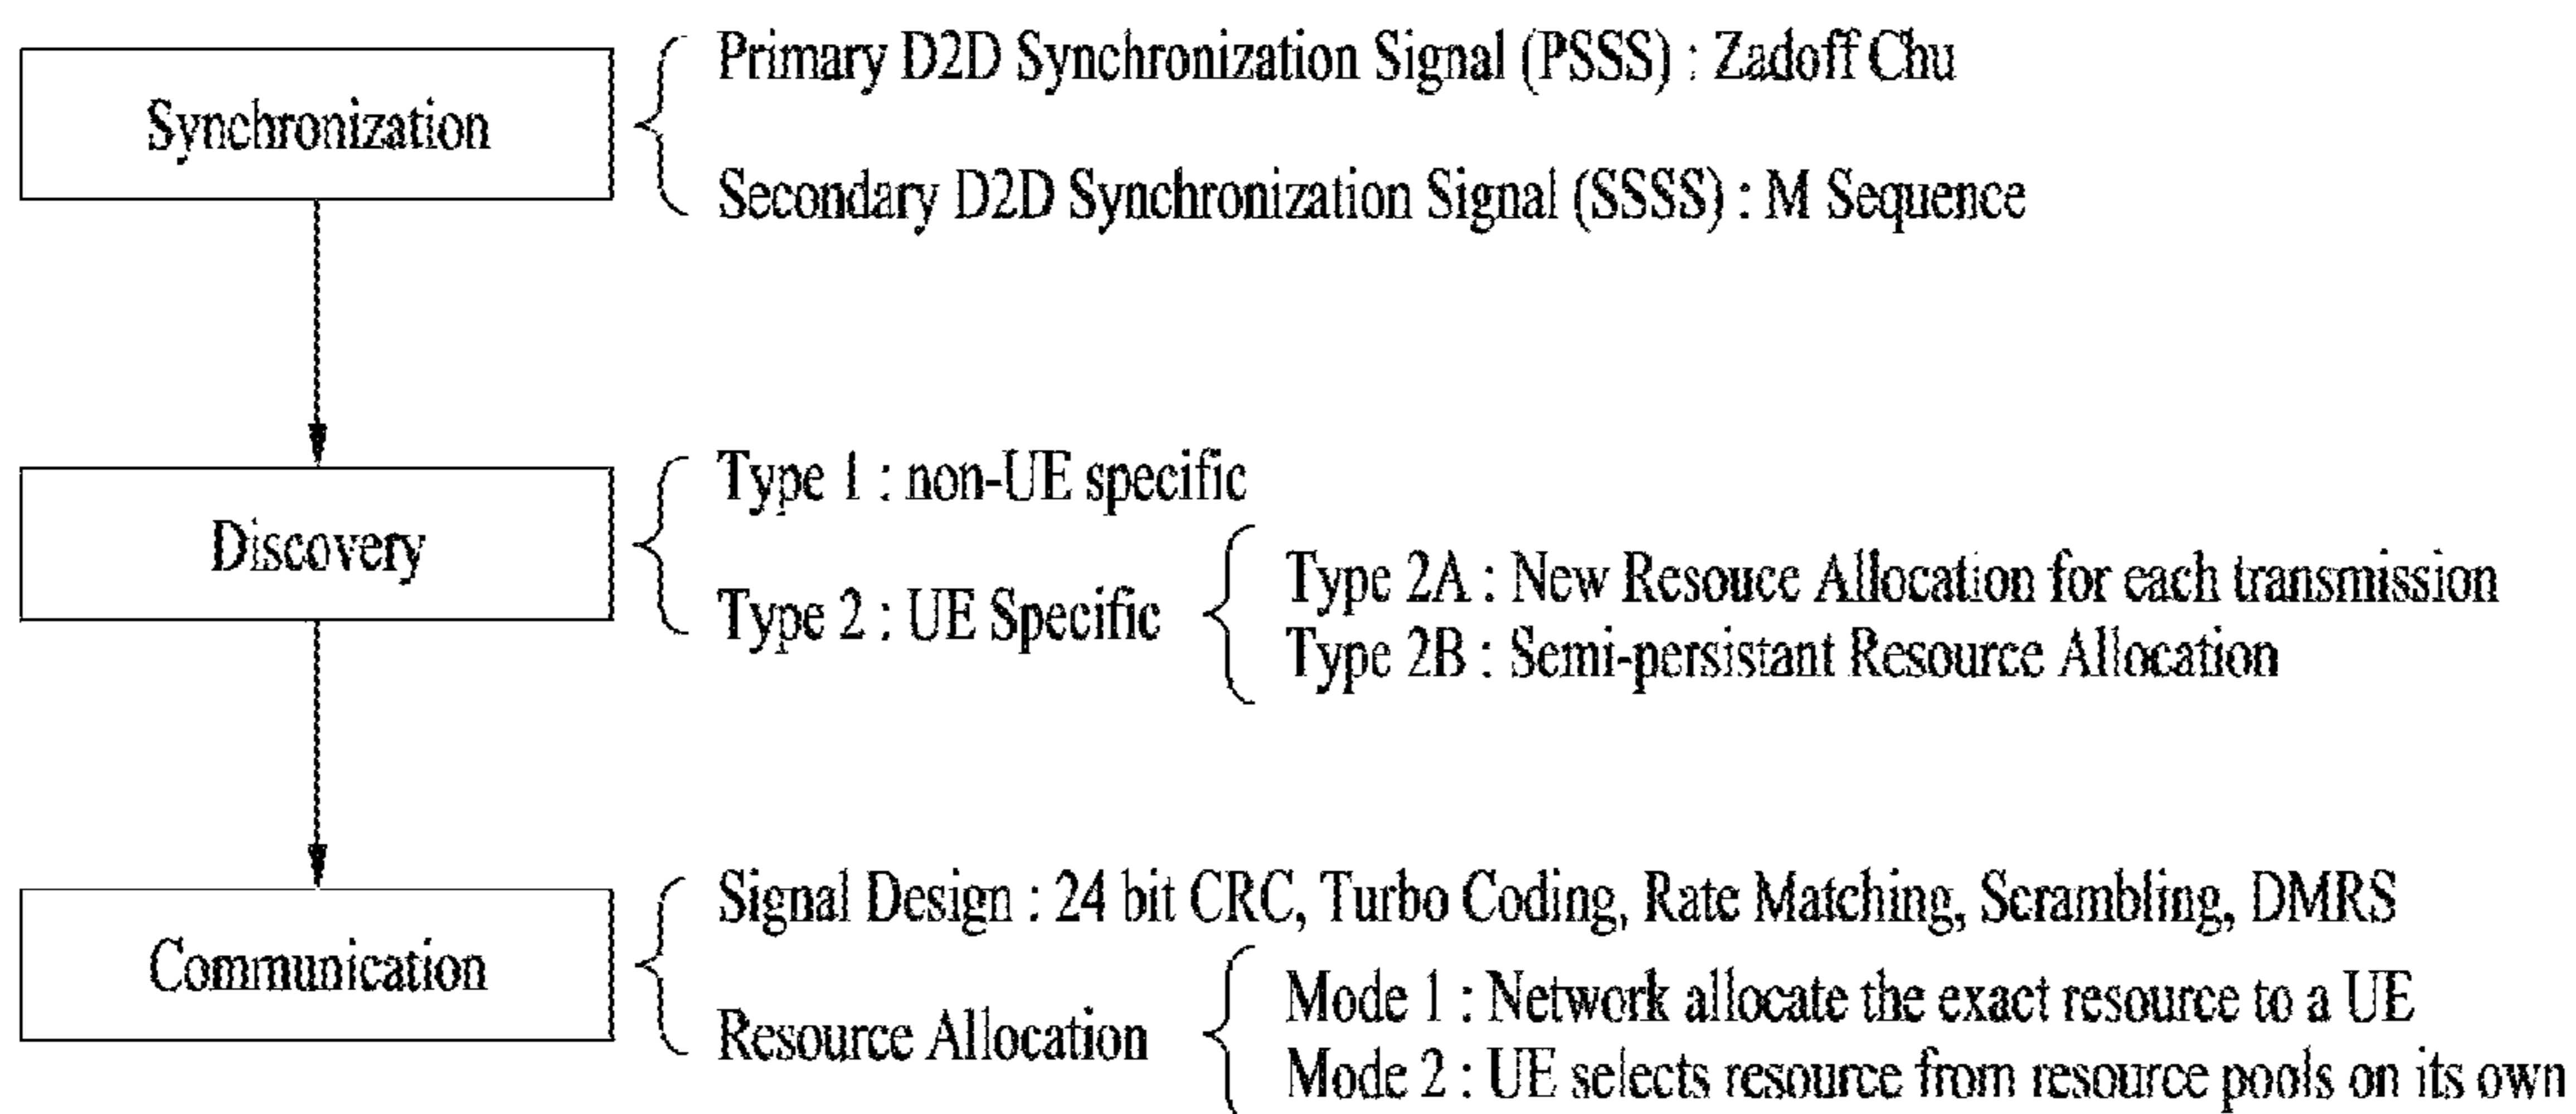 Primary D2D Synchronization Signal (PSSS) : Zadoff Chu
Synchronization
Secondary D2D Synchronization Signal (SSSS) : M Sequence
Type 1 : non-UE specific
Discovery
Type 2 : UE Specific
Type 2A : New Resouce Allocation for each transmission
Type 2B : Semi-persistant Resource Allocation
Signal Design : 24 bit CRC, Turbo Coding, Rate Matching, Scrambling, DMRS
Communication
Resource Allocation
Mode 1 : Network allocate the exact resource to a UE
Mode 2 : UE selects resource from resource pools on its own